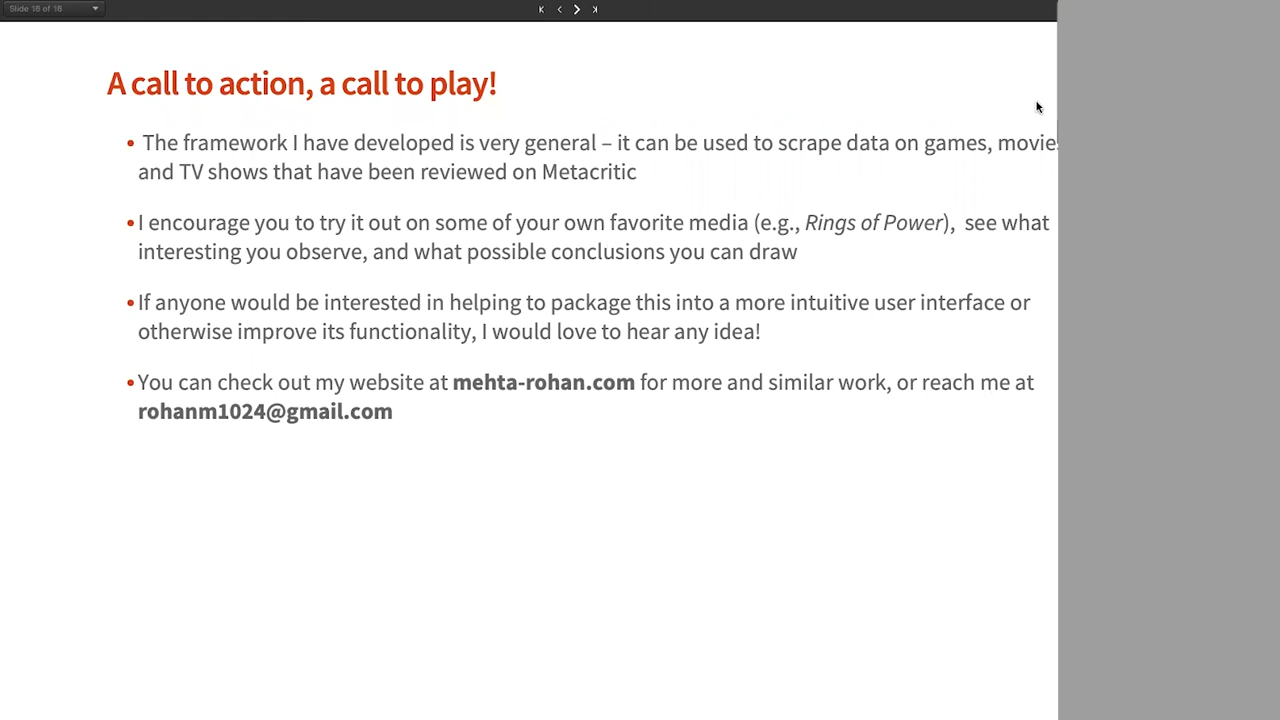 Slide 18 of 18
A call to action, a call to play!
• The framework I have developed is very general – it can be used to scrape data on games, movies
and TV shows that have been reviewed on Metacritic
•I encourage you to try it out on some of your own favorite media (e.g., Rings of Power),  see what
interesting you observe, and what possible conclusions you can draw
•If anyone would be interested in helping to package this into a more intuitive user interface or
otherwise improve its functionality, I would love to hear any idea!
•You can check out my website at mehta-rohan.com for more and similar work, or reach me at
rohanm1024@gmail.com